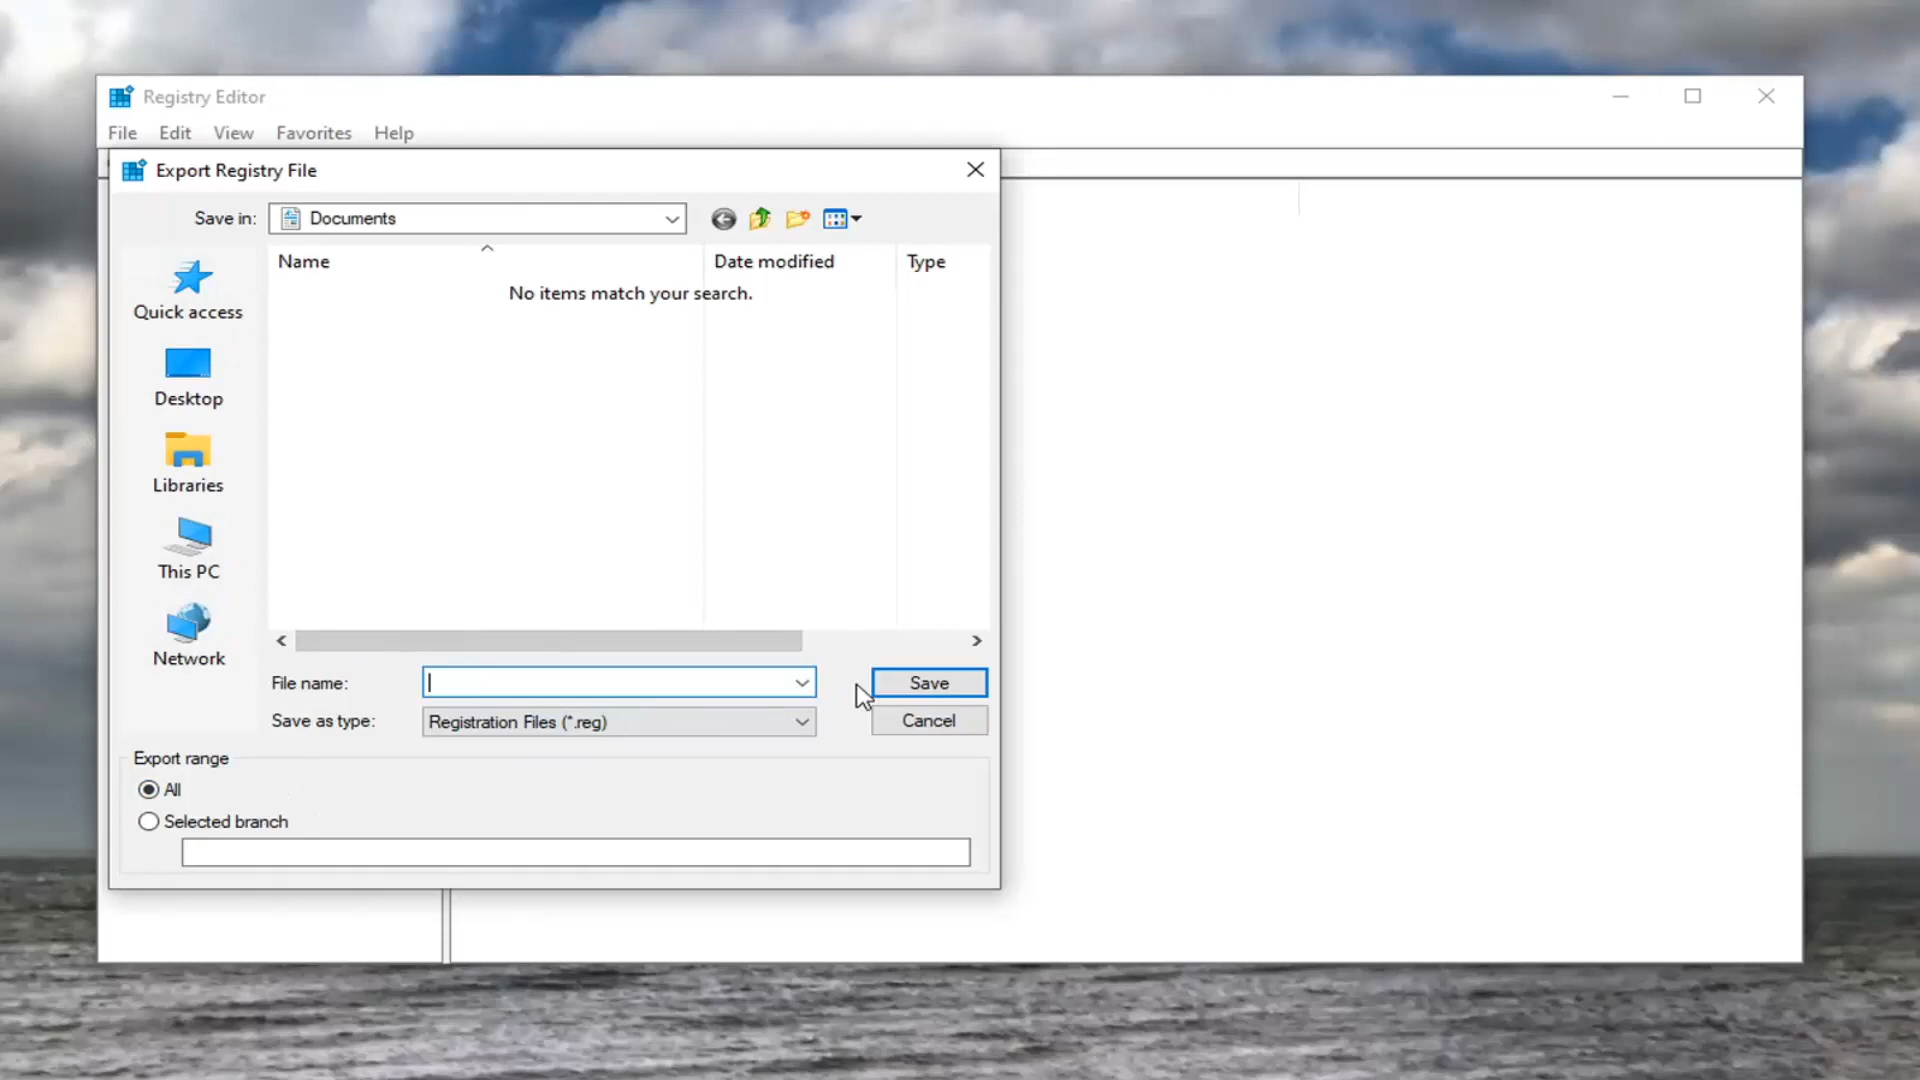 Registry Editor
File Edit View Favorites Help
Export Registry File
Save in: Documents
Name Date modified Type
No items match your search.
Quick access
Desktop
Libraries
This PC
Network
File name: Save
Save as type: Registration Files (*.reg) Cancel
Export range
All
Selected branch